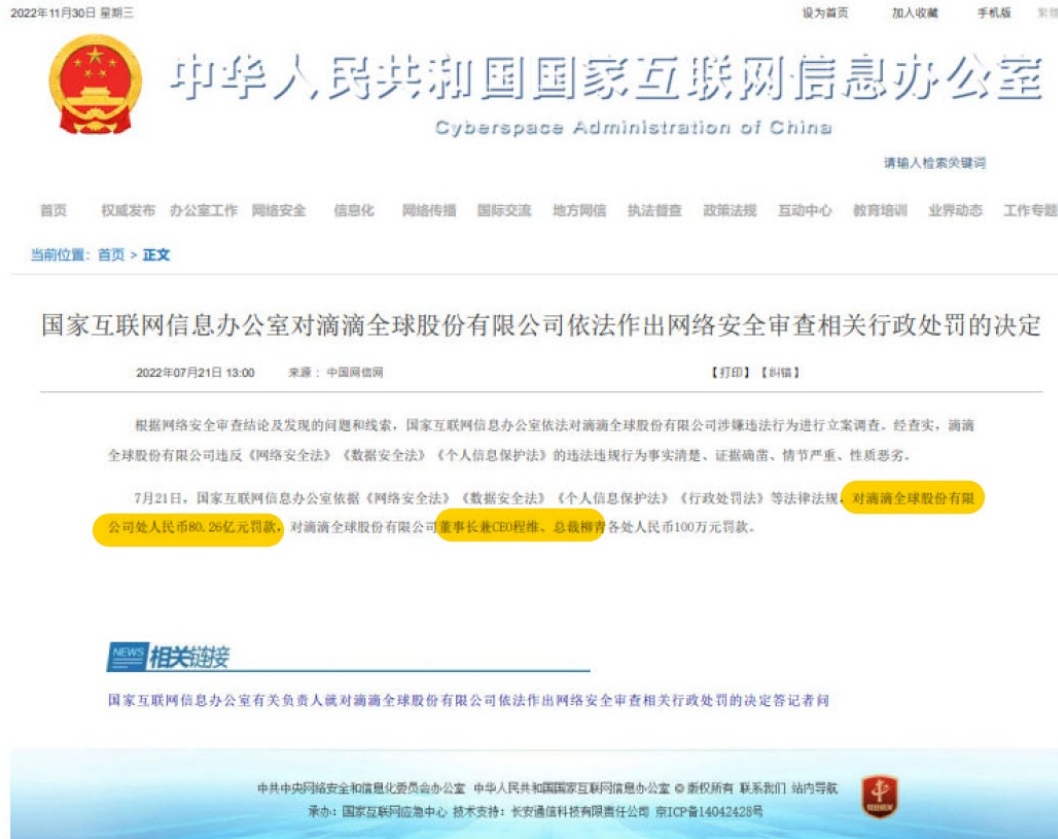 2022年11月30日 星期三 设为首页 加入收藏 手机版
中华人民共和国国家互联网信息办公室
Cyberspace Administration of China
请输入检索关键词
首页 权威发布 办公室工作 网络安全 信息化 网络传播 国际交流 地方网信 执法督查 政策法规 互动中心 教育培训 业界动态 工作专题
当前位置: 首页 > 正文
国家互联网信息办公室对滴滴全球股份有限公司依法作出网络安全审查相关行政处罚的决定
2022年07月21日 13:00 来源: 中国网信网 【打印】【纠错】
根据网络安全审查结论及发现的问题和线索,国家互联网信息办公室依法对滴滴全球股份有限公司涉嫌违法行为进行立案调查。经查实,滴滴
全球股份有限公司违反《网络安全法》《数据安全法》《个人信息保护法》的违法违规行为事实清楚、证据确凿、情节严重、性质恶劣。
7月21日,国家互联网信息办公室依据《网络安全法》《数据安全法》《个人信息保护法》《行政处罚法》等法律法规,对滴滴全球股份有限
公司处人民币80.26亿元罚款,对滴滴全球股份有限公司董事长兼CEO程维、总裁柳青各处人民币100万元罚款。
NEWS 相关链接
国家互联网信息办公室有关负责人就对滴滴全球股份有限公司依法作出网络安全审查相关行政处罚的决定答记者问
中共中央网络安全和信息化委员会办公室 中华人民共和国国家互联网信息办公室 © 版权所有 联系我们 站内导航
承办: 国家互联网应急中心 技术支持: 长安通信科技有限责任公司 京ICP备14042428号